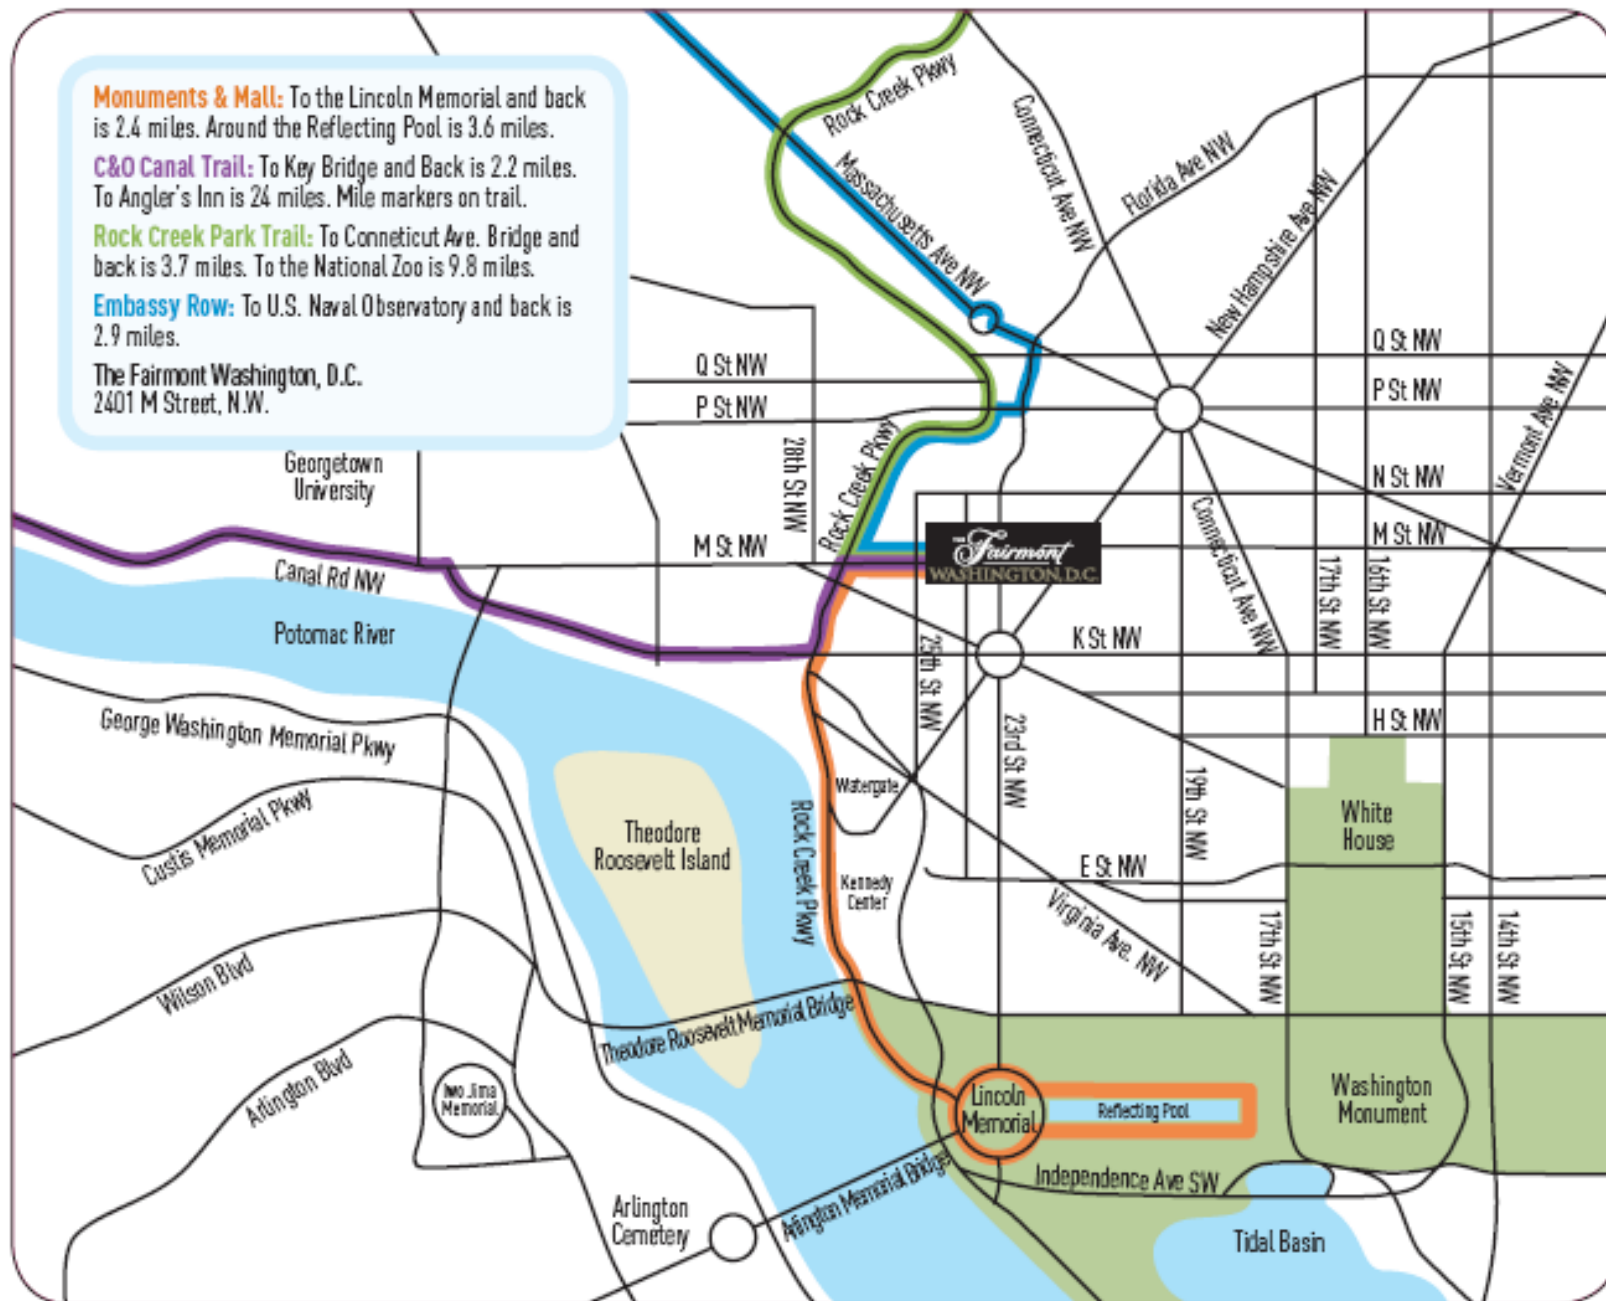 Monuments & Mall: To the Lincoln Memorial and back
is 2.4 miles. Around the Reflecting Pool is 3.6 miles.
C&O Canal Trail: To Key Bridge and Back is 2.2 miles.
To Angler's Inn is 24 miles. Mile markers on trail.
Rock Creek Park Trail: To Conneticut Ave. Bridge and
back is 3.7 miles. To the National Zoo is 9.8 miles.
Embassy Row: To U.S. Naval Observatory and back is
2.9 miles.
The Fairmont Washington, D.C.
2401 M Street, N.W.
Rock Creek Pkwy
Massachusetts Ave NW
Connecticut Ave NW
Florida Ave NW
New Hampshire Ave NW
Q St NW
P St NW
Vermont Ave NW
N St NW
M St NW
Q St NW
P St NW
28th St NW
Rock Creek Pkwy
Georgetown
University
M St NW
THE Fairmont
WASHINGTON, D.C.
Connecticut Ave NW
17th St NW
16th St NW
Canal Rd NW
Potomac River
K St NW
25th St NW
23rd St NW
H St NW
George Washington Memorial Pkwy
Custis Memorial Pkwy
Theodore
Roosevelt Island
Rock Creek Pkwy
Watergate
Kennedy
Center
19th St NW
White
House
E St NW
Virginia Ave. NW
17th St NW
15th St NW
14th St NW
Wilson Blvd
Arlington Blvd
Theodore Roosevelt Memorial Bridge
Iwo Jima
Memorial
Lincoln
Memorial
Reflecting Pool
Washington
Monument
Independence Ave SW
Arlington Memorial Bridge
Arlington
Cemetery
Tidal Basin